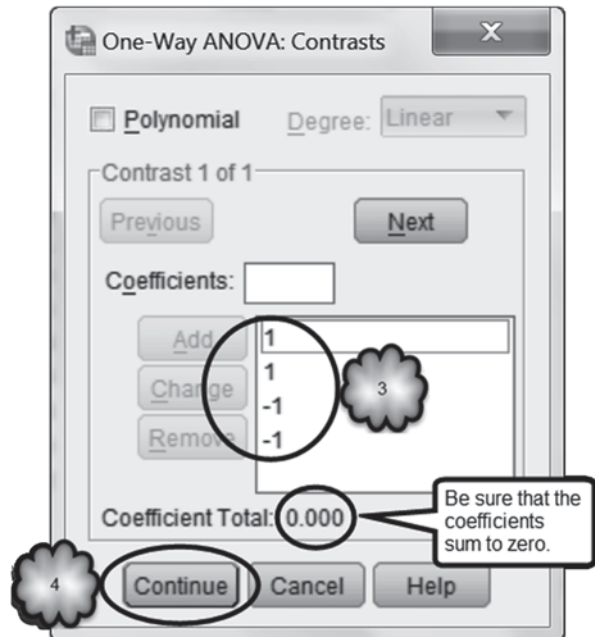 One-Way ANOVA: Contrasts
X
Polynomial Degree: Linear
Contrast 1 of 1
Previous Next
Coefficients:
Add
Change
Remove
1
1
-1
-1
3
Coefficient Total: 0.000
Be sure that the
coefficients
sum to zero.
4
Continue Cancel Help